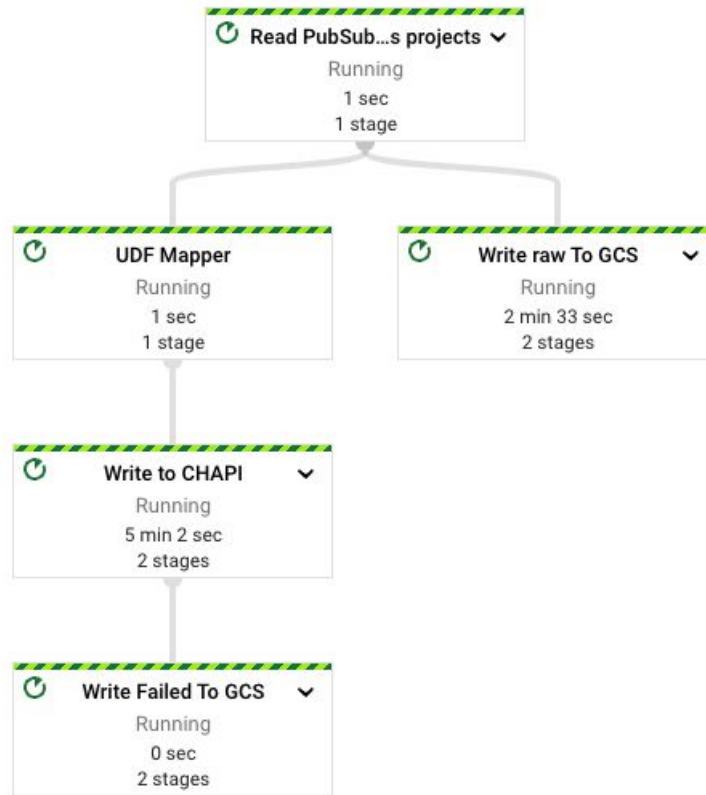 Read PubSub...s projects
Running
1 sec
1 stage
UDF Mapper
Running
1 sec
1 stage
Write raw To GCS
Running
2 min 33 sec
2 stages
Write to CHAPI
Running
5 min 2 sec
2 stages
Write Failed To GCS
Running
0 sec
2 stages